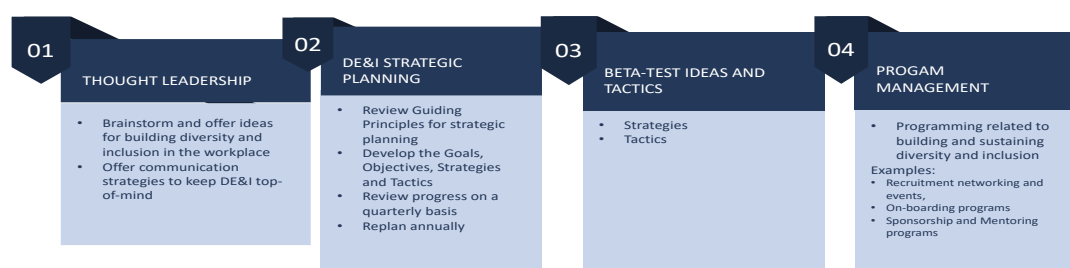 01
THOUGHT LEADERSHIP
• Brainstorm and offer ideas
for building diversity and
inclusion in the workplace
• Offer communication
strategies to keep DE&I top-
of-mind
02
DE&I STRATEGIC
PLANNING
• Review Guiding
Principles for strategic
planning
• Develop the Goals,
Objectives, Strategies
and Tactics
• Review progress on a
quarterly basis
• Replan annually
03
BETA-TEST IDEAS AND
TACTICS
• Strategies
• Tactics
04
PROGAM
MANAGEMENT
• Programming related to
building and sustaining
diversity and inclusion
Examples:
• Recruitment networking and
events,
• On-boarding programs
• Sponsorship and Mentoring
programs